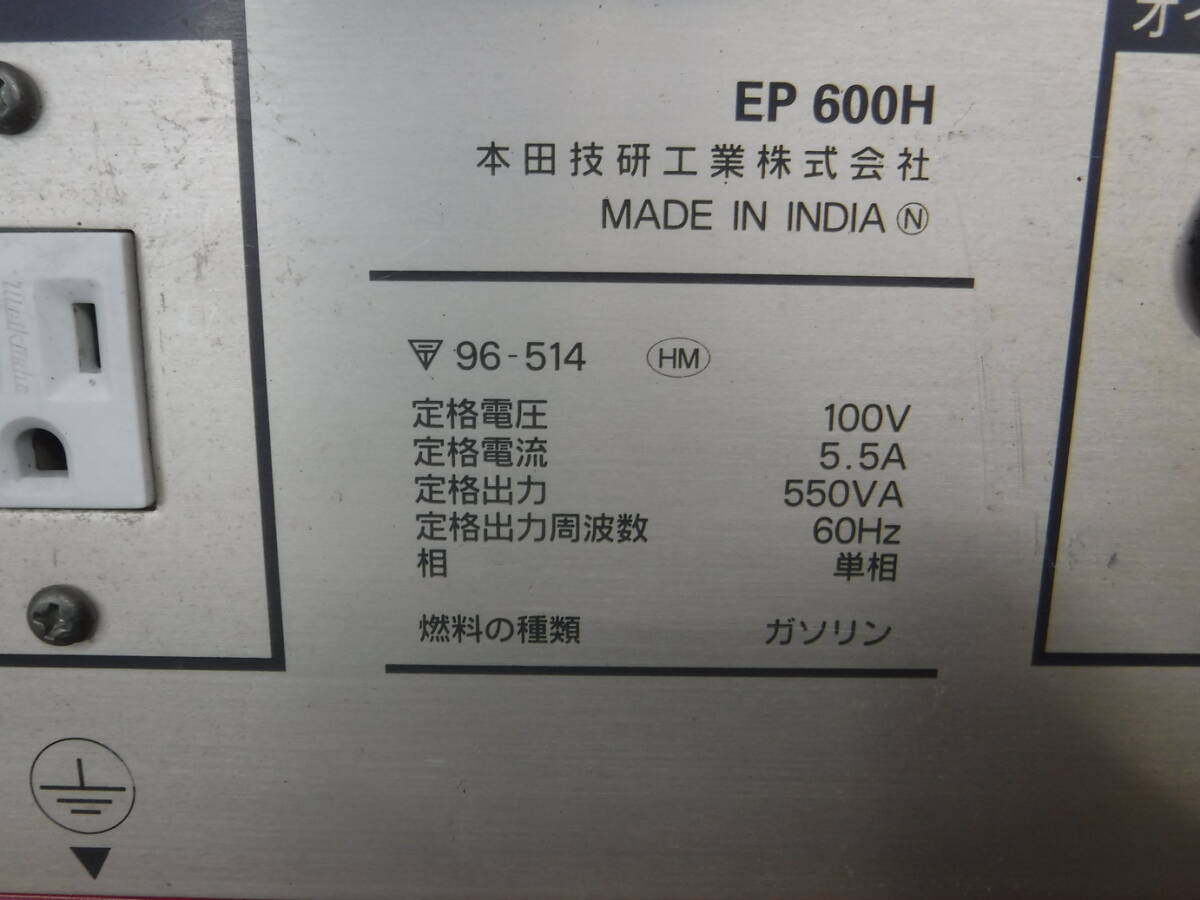 オイ
EP 600H
本田技研工業株式会社
MADE IN INDIA Ⓝ
〒 96-514 HM
定格電圧 100V
定格電流 5.5A
定格出力 550VA
定格出力周波数 60Hz
相 単相
燃料の種類 ガソリン